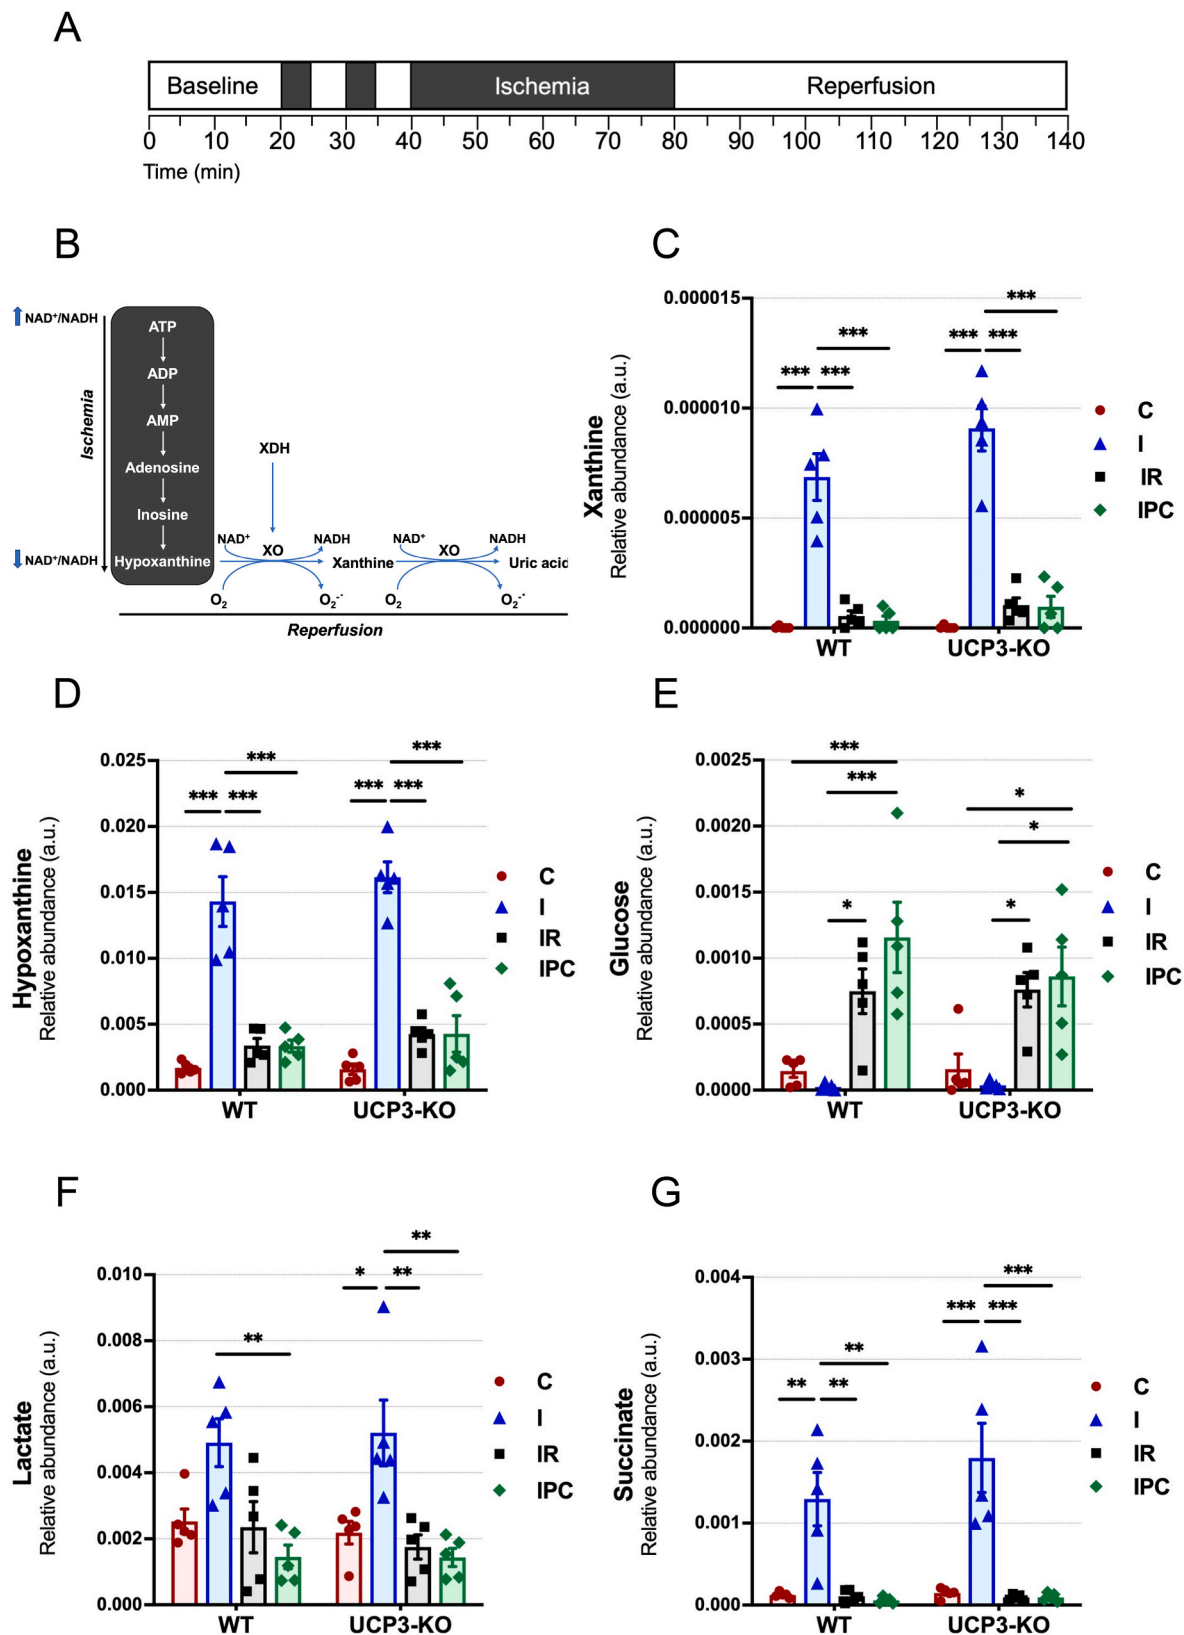 A
Baseline
Ischemia
Reperfusion
0 10 20 30 40 50 60 70 80 90 100 110 120 130 140
Time (min)
B
NAD⁺/NADH
Ischemia
ATP
ADP
AMP
Adenosine
Inosine
Hypoxanthine
NAD⁺/NADH
XDH
NAD⁺
XO
NADH
Xanthine
NAD⁺
XO
NADH
Uric acid
O₂
O₂⁻·
O₂
O₂⁻·
Reperfusion
C
Xanthine
Relative abundance (a.u.)
0.000015
0.000010
0.000005
0.000000
*** *** ***
*** *** ***
WT
UCP3-KO
C
I
IR
IPC
D
Hypoxanthine
Relative abundance (a.u.)
0.025
0.020
0.015
0.010
0.005
0.000
*** *** ***
*** *** ***
WT
UCP3-KO
C
I
IR
IPC
E
Glucose
Relative abundance (a.u.)
0.0025
0.0020
0.0015
0.0010
0.0005
0.0000
***
***
*
*
*
*
WT
UCP3-KO
C
I
IR
IPC
F
Lactate
Relative abundance (a.u.)
0.010
0.008
0.006
0.004
0.002
0.000
**
**
* **
WT
UCP3-KO
C
I
IR
IPC
G
Succinate
Relative abundance (a.u.)
0.004
0.003
0.002
0.001
0.000
**
** **
***
*** ***
WT
UCP3-KO
C
I
IR
IPC